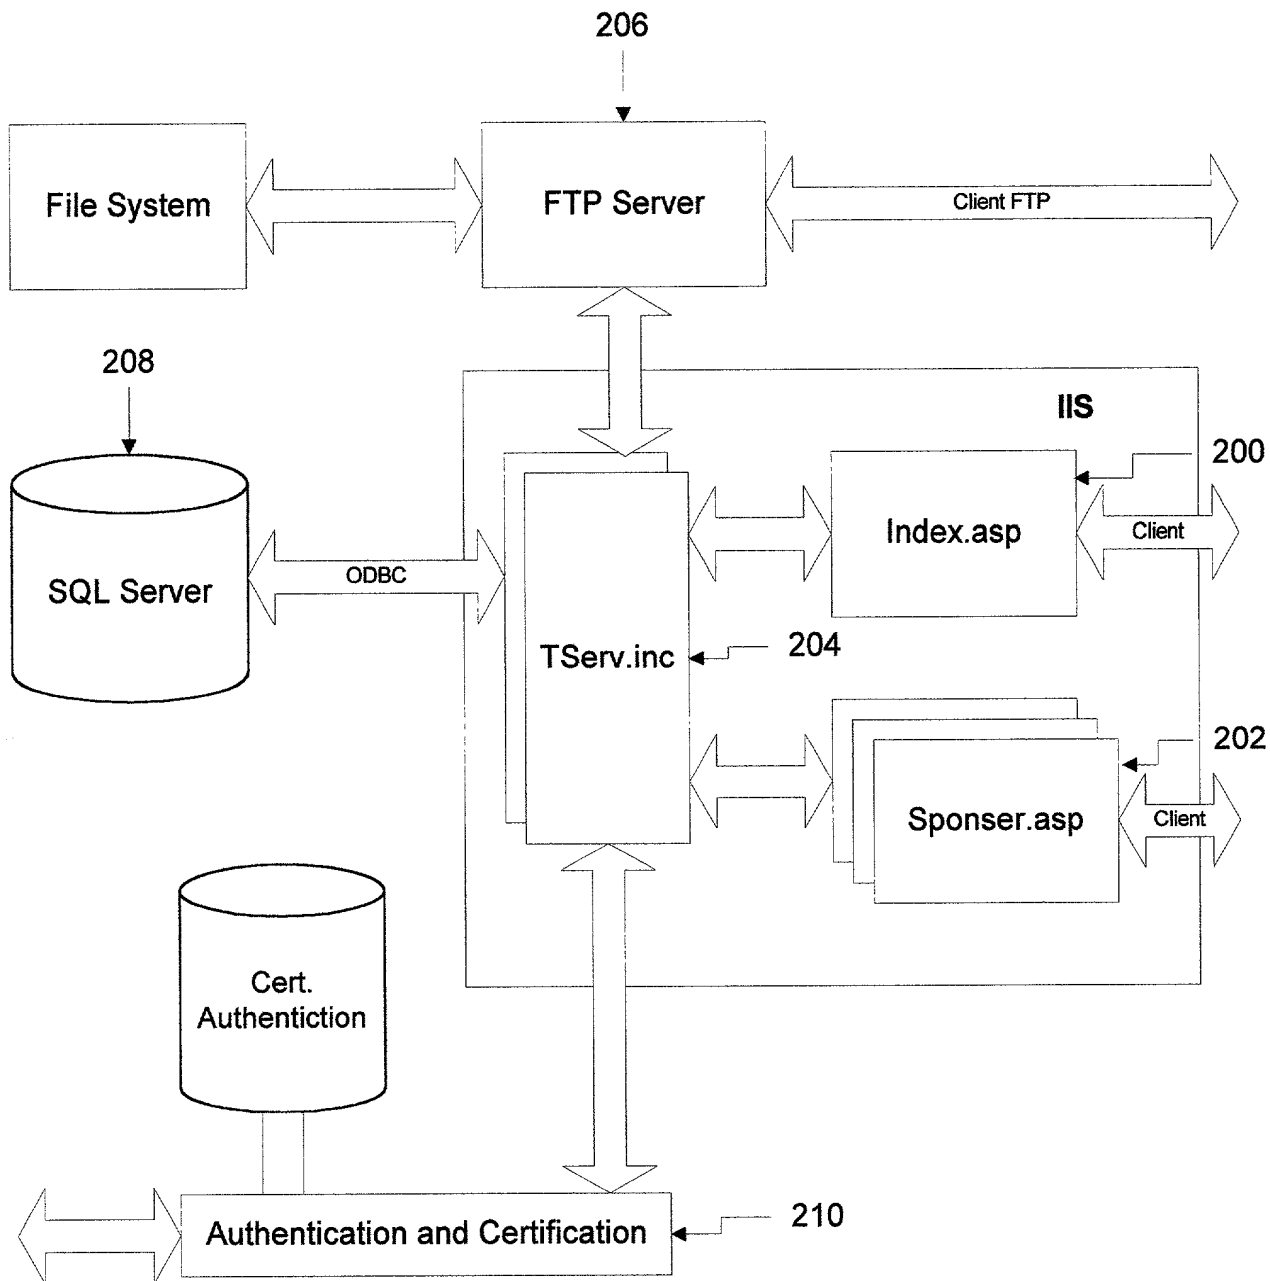 206
File System
FTP Server
Client FTP
208
IIS
200
Index.asp
Client
SQL Server
ODBC
TServ.inc
204
202
Sponser.asp
Client
Cert.
Authentiction
Authentication and Certification
210